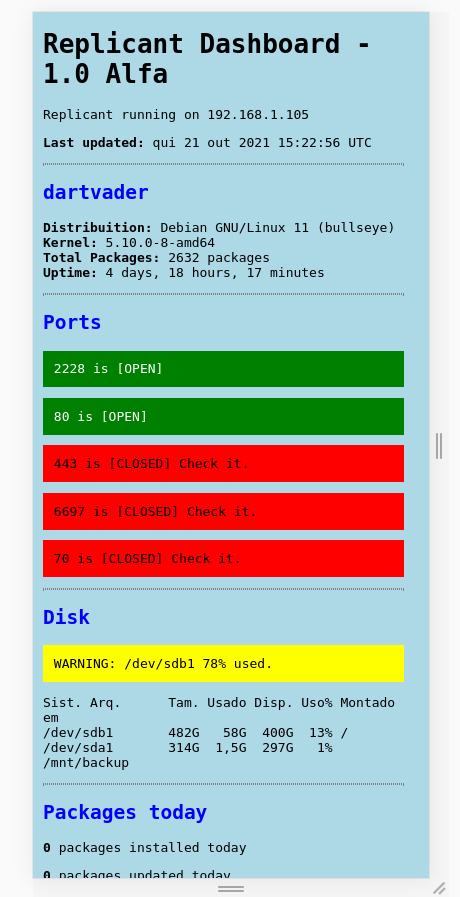 Replicant Dashboard -
1.0 Alfa
Replicant running on 192.168.1.105
Last updated: qui 21 out 2021 15:22:56 UTC
dartvader
Distribuition: Debian GNU/Linux 11 (bullseye)
Kernel: 5.10.0-8-amd64
Total Packages: 2632 packages
Uptime: 4 days, 18 hours, 17 minutes
Ports
2228 is [OPEN]
80 is [OPEN]
443 is [CLOSED] Check it.
6697 is [CLOSED] Check it.
70 is [CLOSED] Check it.
Disk
WARNING: /dev/sdb1 78% used.
Sist. Arq.      Tam. Usado Disp. Uso% Montado
em
/dev/sdb1       482G   58G  400G  13% /
/dev/sda1       314G  1,5G  297G   1%
/mnt/backup
Packages today
0 packages installed today
0 packages updated today